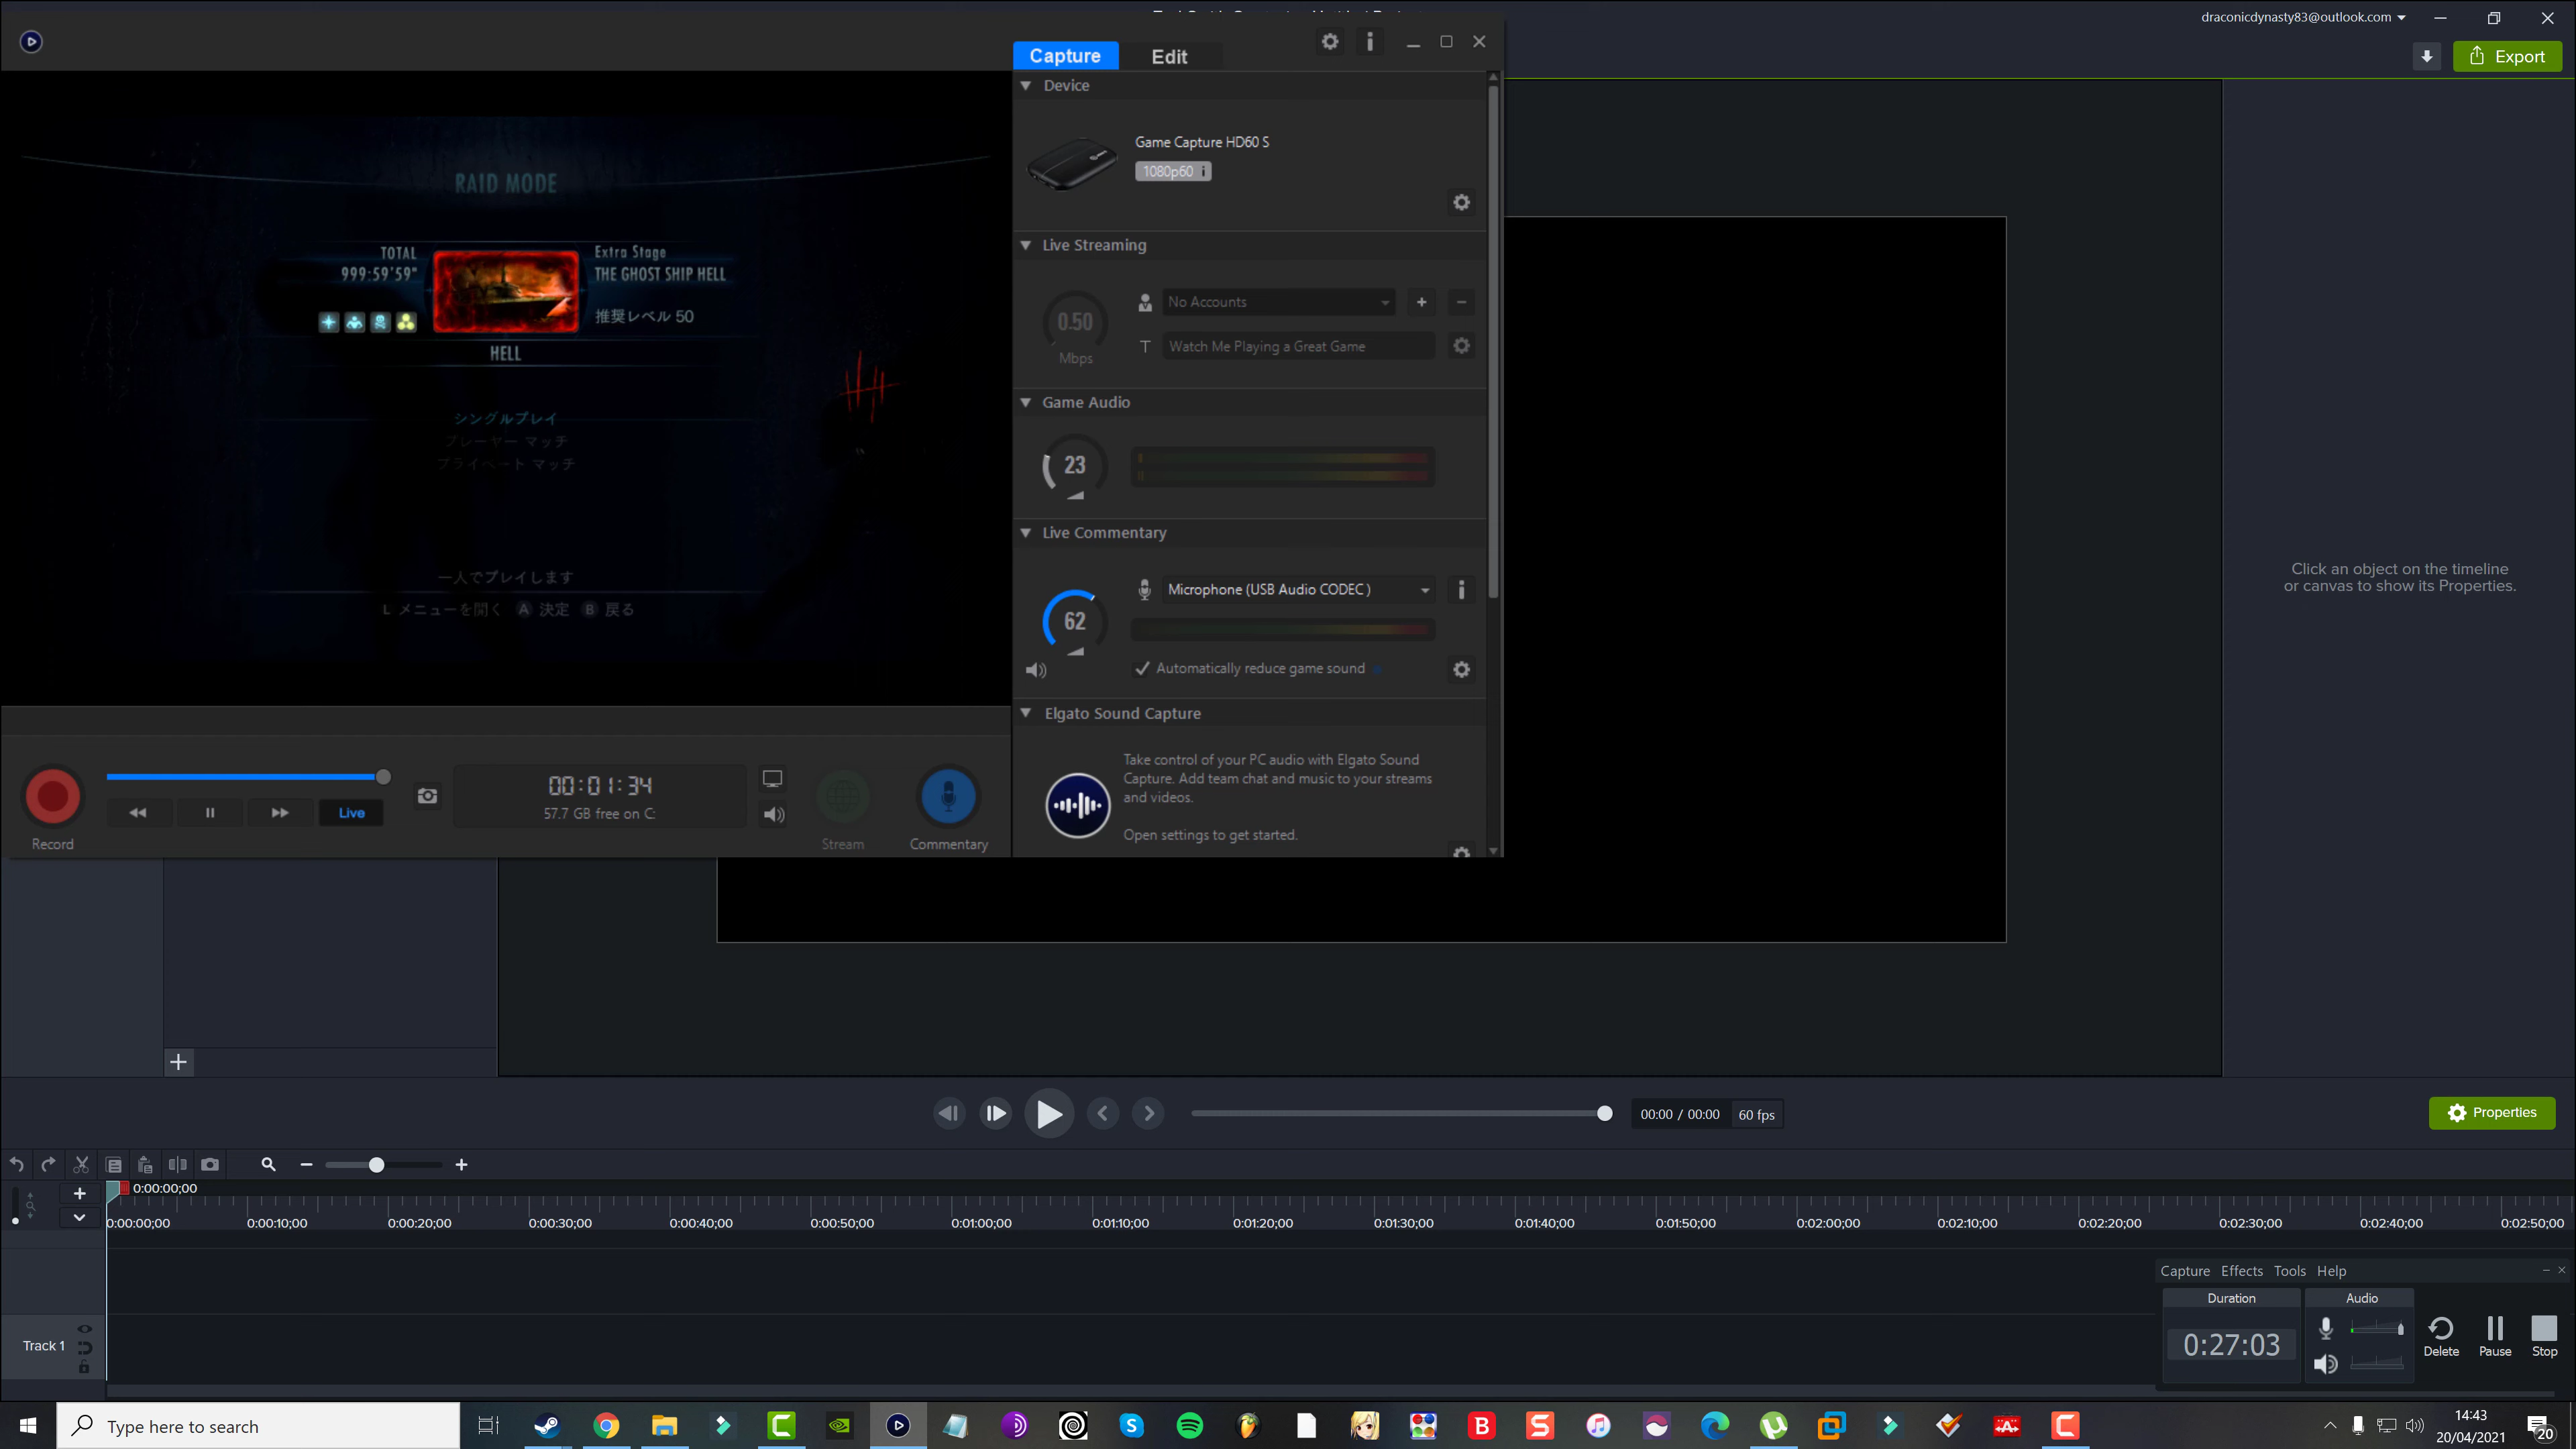 draconicdynasty83@outlook.com
Export
Capture
Edit
Device
Game Capture HD60 S
1080p60 i
Live Streaming
0.50
Mbps
No Accounts
T Watch Me Playing a Great Game
Game Audio
23
Live Commentary
Microphone (USB Audio CODEC )
62
Automatically reduce game sound
Elgato Sound Capture
Take control of your PC audio with Elgato Sound
Capture. Add team chat and music to your streams
and videos.
Open settings to get started.
RAID MODE
TOTAL
999:59'59"
Extra Stage
THE GHOST SHIP HELL
推奨レベル 50
HELL
シングルプレイ
プレーヤー マッチ
プライベート マッチ
一人でプレイします
L メニューを開く A 決定 B 戻る
00:01:34
57.7 GB free on C:
Live
Record
Stream
Commentary
Click an object on the timeline
or canvas to show its Properties.
00:00 / 00:00
60 fps
Properties
0:00:00;00
0:00:00;00 0:00:10;00 0:00:20;00 0:00:30;00 0:00:40;00 0:00:50;00 0:01:00;00 0:01:10;00 0:01:20;00 0:01:30;00 0:01:40;00 0:01:50;00 0:02:00;00 0:02:10;00 0:02:20;00 0:02:30;00 0:02:40;00 0:02:50;00
Track 1
Capture Effects Tools Help
Duration
Audio
0:27:03
Delete
Pause
Stop
Type here to search
14:43
20/04/2021
20